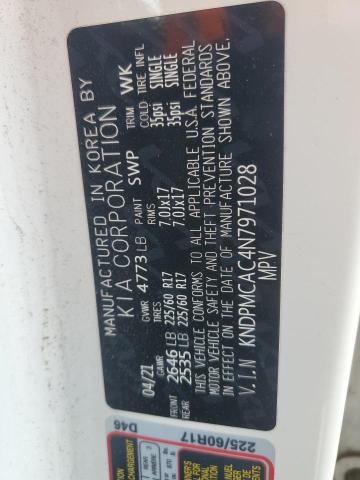 MANUFACTURED IN KOREA BY
KIA CORPORATION
04/21 GVWR 4773 LB PAINT SWP TRIM WK
GAWR TIRES RIMS COLD TIRE INFL
FRONT 2646 LB 225/60 R17 7.0JX17 35psi SINGLE
REAR 2535 LB 225/60 R17 7.0JX17 35psi SINGLE
THIS VEHICLE CONFORMS TO ALL APPLICABLE U.S.A. FEDERAL
MOTOR VEHICLE SAFETY AND THEFT PREVENTION STANDARDS
IN EFFECT ON THE DATE OF MANUFACTURE SHOWN ABOVE.
V.I.N KNDPMCAC4N7971028
MPV
D46
225/60R17